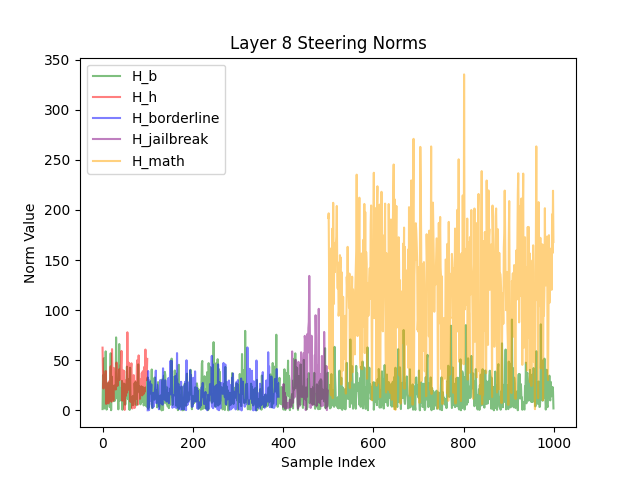 Layer 8 Steering Norms
350
300
250
200
150
100
50
0
Norm Value
H_b
H_h
H_borderline
H_jailbreak
H_math
0 200 400 600 800 1000
Sample Index